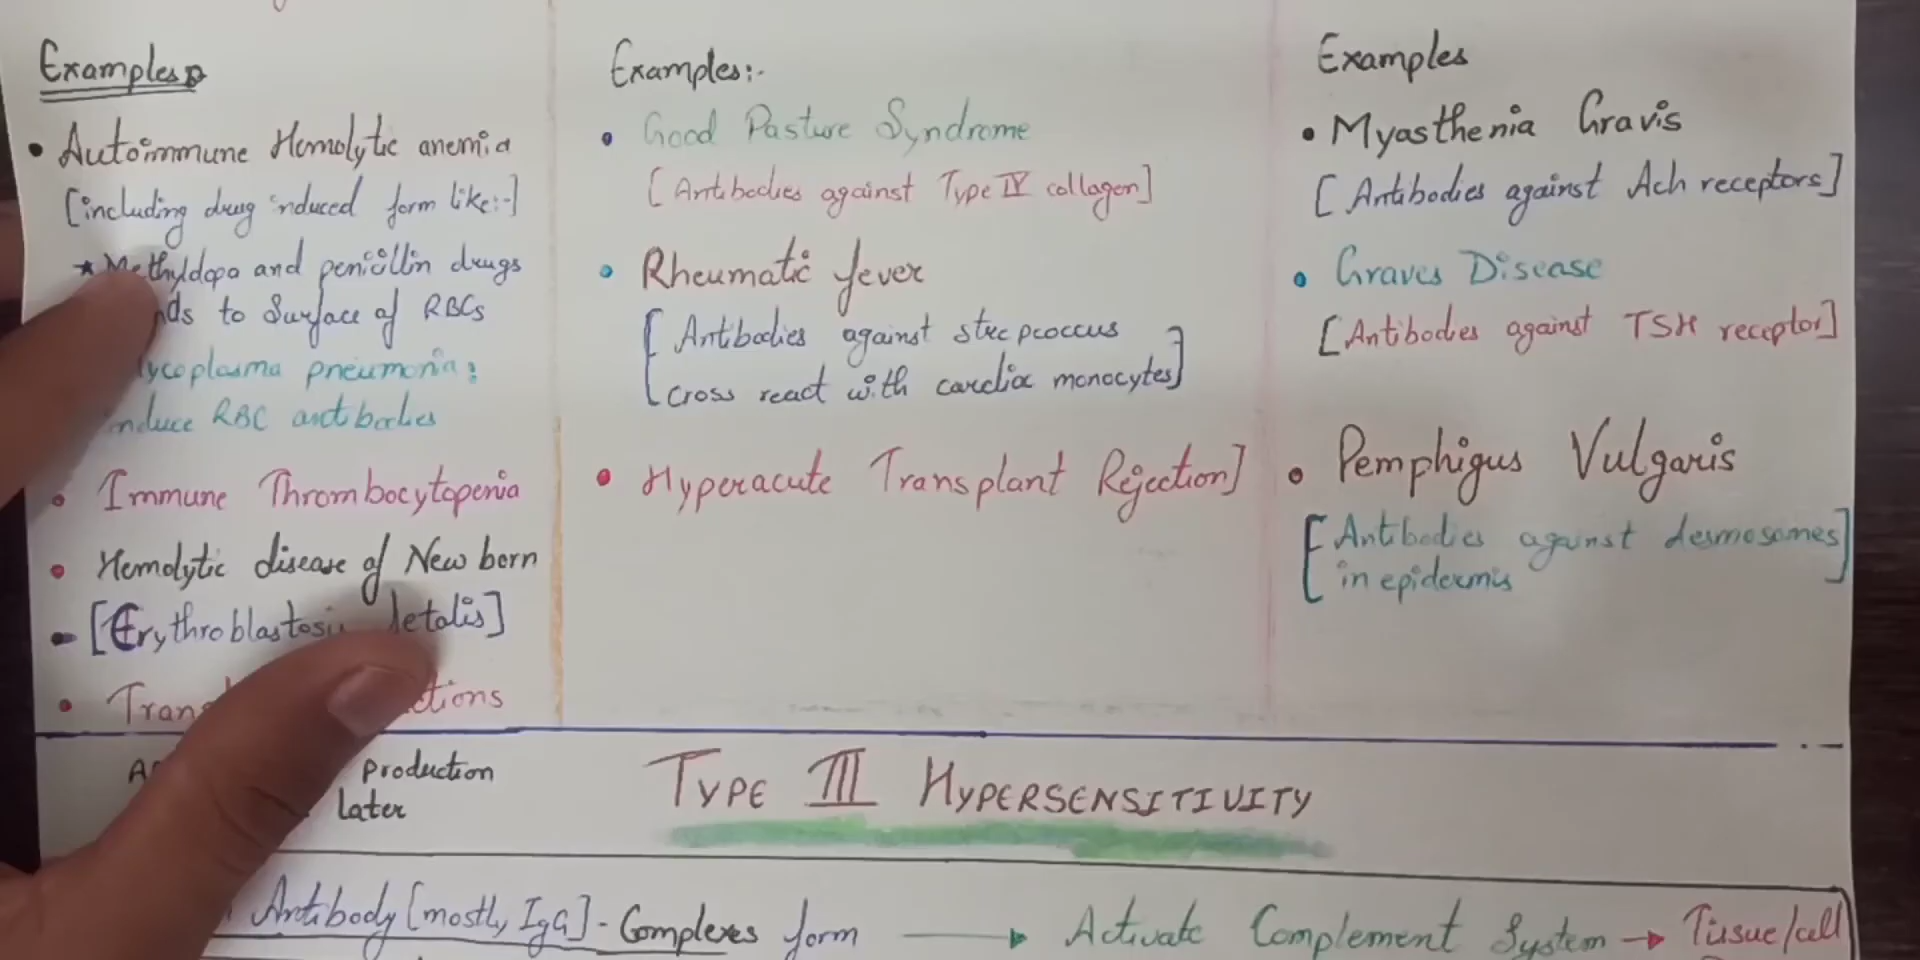 Examples
Autoimmune Hemolytic anemia
[including drug induced form like:-]
Methyldopa and penicillin drugs
to Surface of RBCs
pneumonia:
induce RBC antibodies
Immune Thrombocytopenia
Hemolytic disease of New born
[Erythroblastosis
Examples:-
Good Pasture Syndrome
[Antibodies against Type IV collagen]
Rheumatic fever
[Antibodies against
cross react with cardiac monocytes]
Hyperacute Transplant Rejection]
Examples
Myasthenia Gravis
[Antibodies against Ach receptors]
Graves Disease
[Antibodies against TSH receptor]
Pemphigus Vulgaris
[Antibodies against desmosomes]
in epidermis
production
later
TYPE III HYPERSENSITIVITY
Antibody [mostly IgG] - Complexes form → Activate Complement System → Tissue/cell